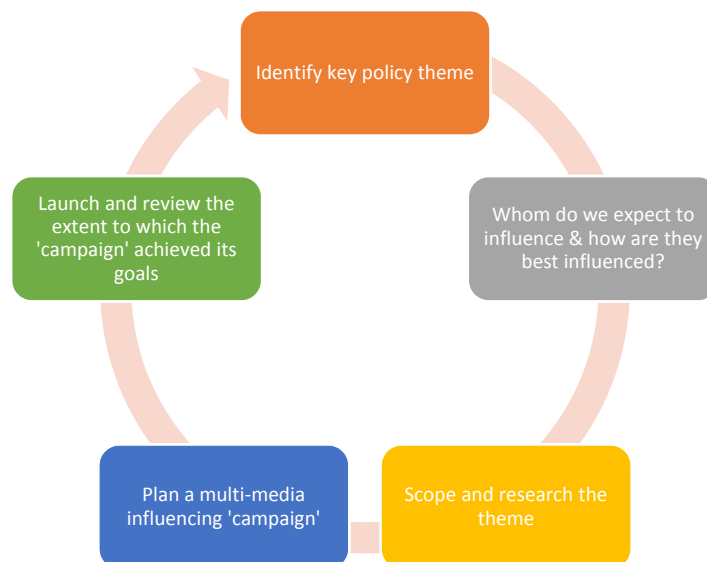 Identify key policy theme
Whom do we expect to
influence & how are they
best influenced?
Scope and research the
theme
Plan a multi-media
influencing 'campaign'
Launch and review the
extent to which the
'campaign' achieved its
goals